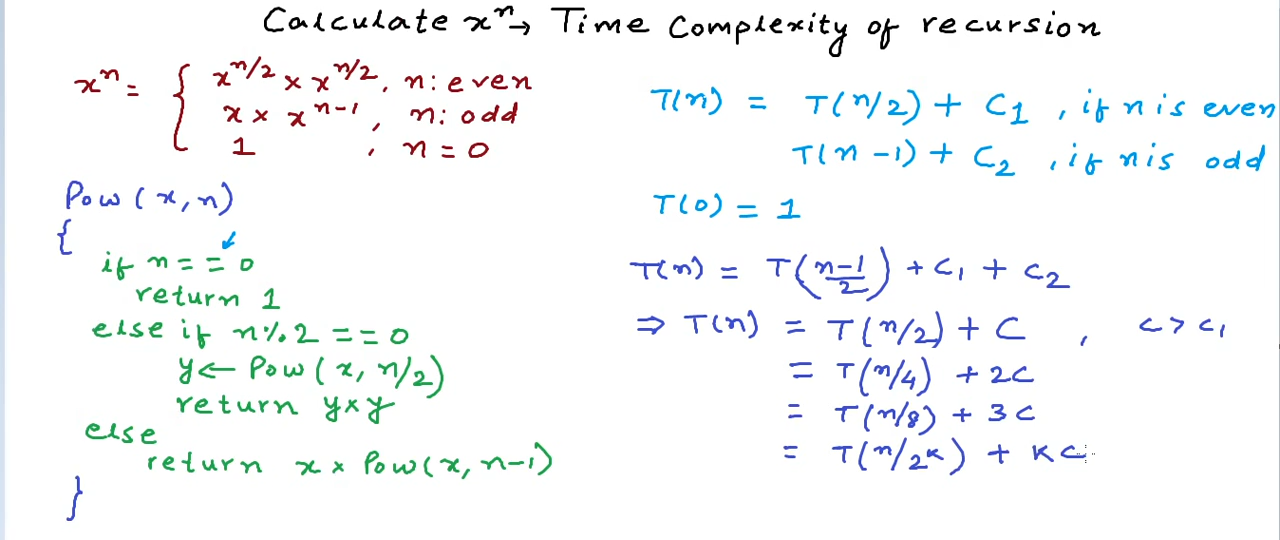 Calculate xⁿ → Time Complexity of recursion
xⁿ = { x^n/2 × x^n/2, n: even
x × x^n-1, n: odd
1, n = 0
Pow(x, n)
{
if n == 0
return 1
else if n%2 == 0
y ← Pow(x, n/2)
return y×y
else
return x × Pow(x, n-1)
}
T(n) = T(n/2) + C₁, if n is even
T(n-1) + C₂, if n is odd
T(0) = 1
T(n) = T((n-1)/2) + C₁ + C₂
⇒ T(n) = T(n/2) + C, C > C₁
= T(n/4) + 2C
= T(n/8) + 3C
= T(n/2^k) + KC